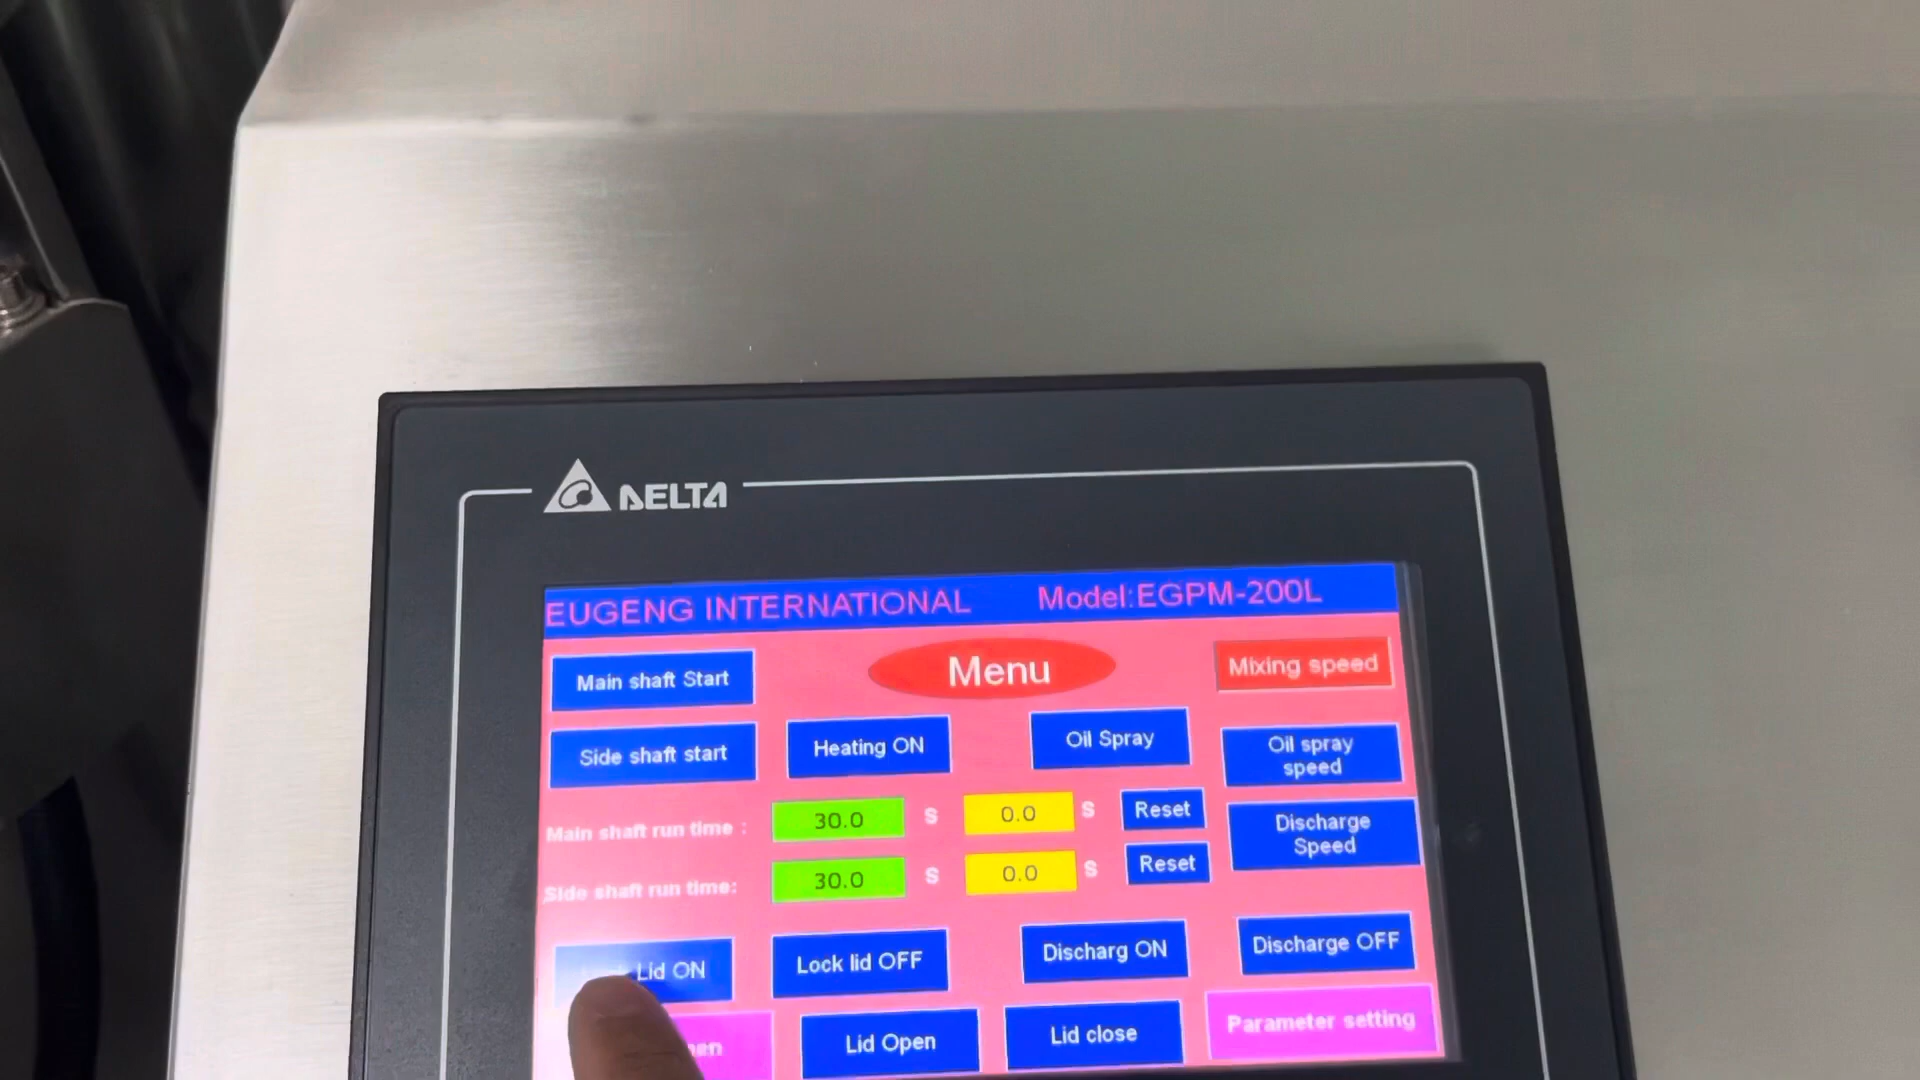 DELTA
EUGENG INTERNATIONAL Model:EGPM-200L
Main shaft Start
Menu
Mixing speed
Side shaft start
Heating ON
Oil Spray
Oil spray
speed
Main shaft run time : 30.0 S 0.0 S Reset
Discharge
Speed
Side shaft run time: 30.0 S 0.0 S Reset
Lid ON
Lock lid OFF
Discharg ON
Discharge OFF
Lid Open
Lid close
Parameter setting